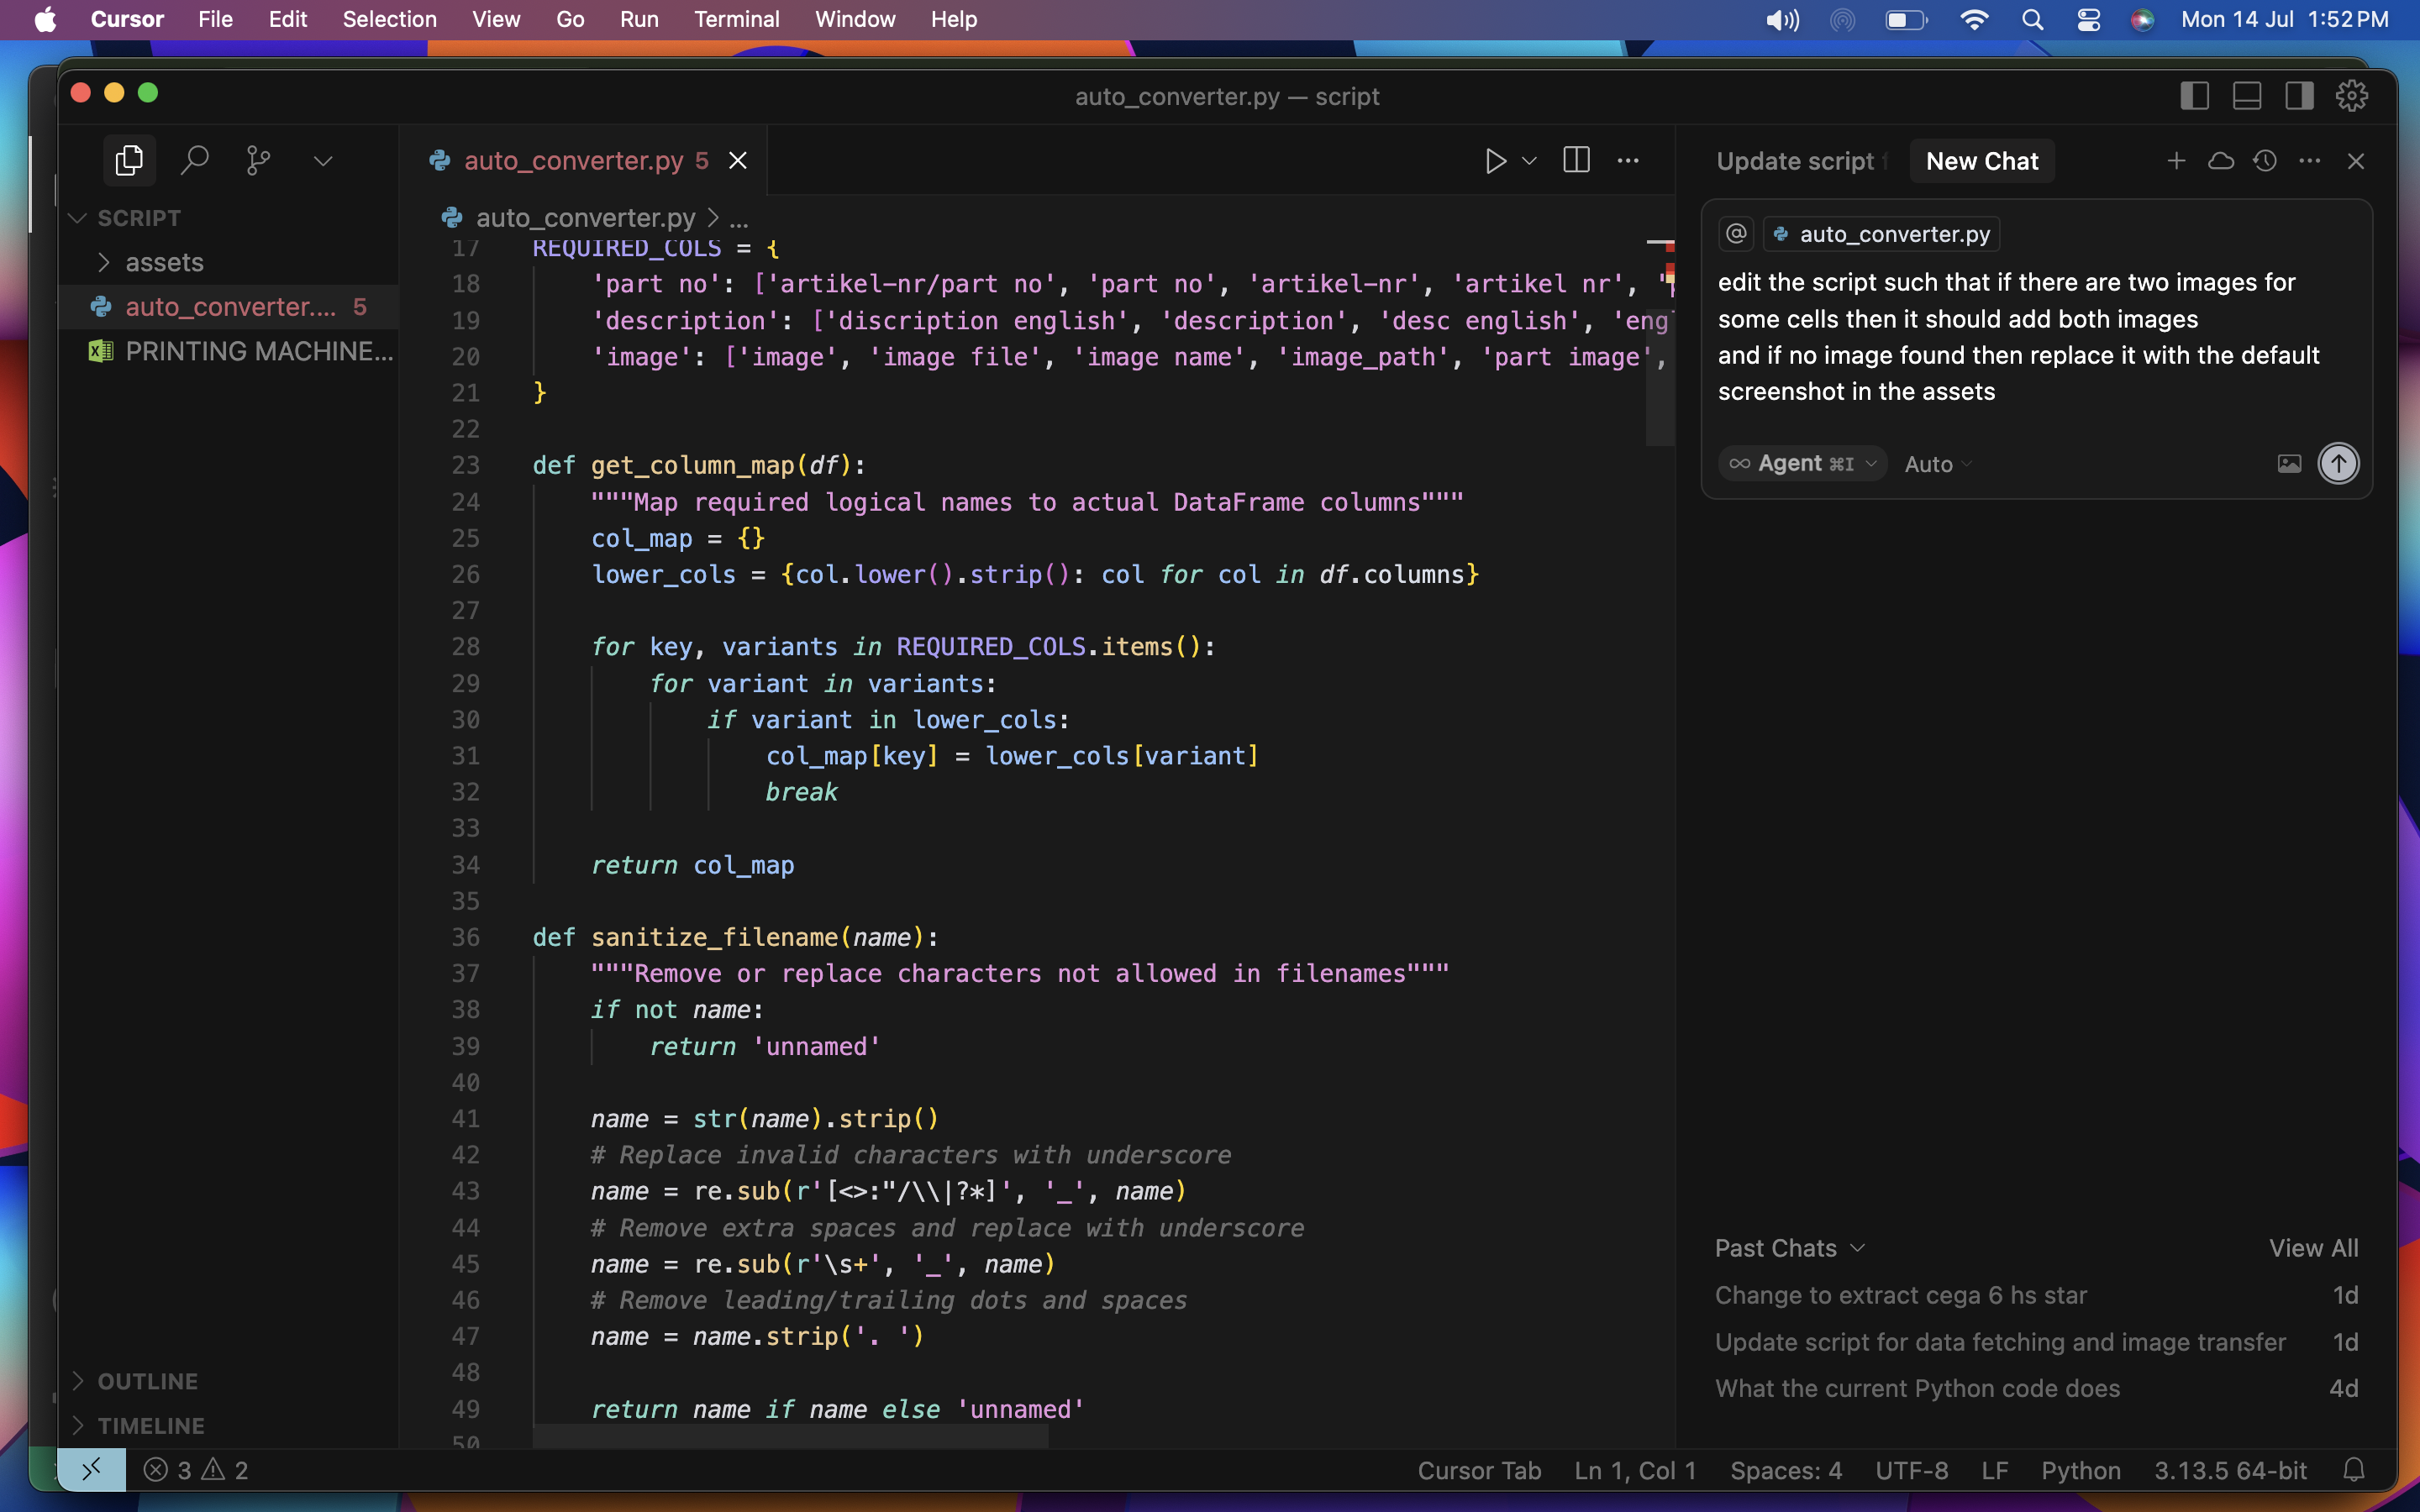 Cursor File Edit Selection View Go Run Terminal Window Help
Mon 14 Jul 1:52 PM
auto_converter.py — script
SCRIPT
assets
auto_converter.... 5
PRINTING MACHINE...
OUTLINE
TIMELINE
auto_converter.py 5
auto_converter.py > ...
17 REQUIRED_COLS = {
18     'part no': ['artikel-nr/part no', 'part no', 'artikel-nr', 'artikel nr',
19     'description': ['discription english', 'description', 'desc english', 'eng
20     'image': ['image', 'image file', 'image name', 'image_path', 'part image',
21 }
22
23 def get_column_map(df):
24     """Map required logical names to actual DataFrame columns"""
25     col_map = {}
26     lower_cols = {col.lower().strip(): col for col in df.columns}
27
28     for key, variants in REQUIRED_COLS.items():
29         for variant in variants:
30             if variant in lower_cols:
31                 col_map[key] = lower_cols[variant]
32                 break
33
34     return col_map
35
36 def sanitize_filename(name):
37     """Remove or replace characters not allowed in filenames"""
38     if not name:
39         return 'unnamed'
40
41     name = str(name).strip()
42     # Replace invalid characters with underscore
43     name = re.sub(r'[<>:"/\\|?*]', '_', name)
44     # Remove extra spaces and replace with underscore
45     name = re.sub(r'\s+', '_', name)
46     # Remove leading/trailing dots and spaces
47     name = name.strip('. ')
48
49     return name if name else 'unnamed'
50
Update script
New Chat
@ auto_converter.py
edit the script such that if there are two images for
some cells then it should add both images
and if no image found then replace it with the default
screenshot in the assets
∞ Agent ⌘I Auto
Past Chats View All
Change to extract cega 6 hs star 1d
Update script for data fetching and image transfer 1d
What the current Python code does 4d
3 2
Cursor Tab Ln 1, Col 1 Spaces: 4 UTF-8 LF Python 3.13.5 64-bit